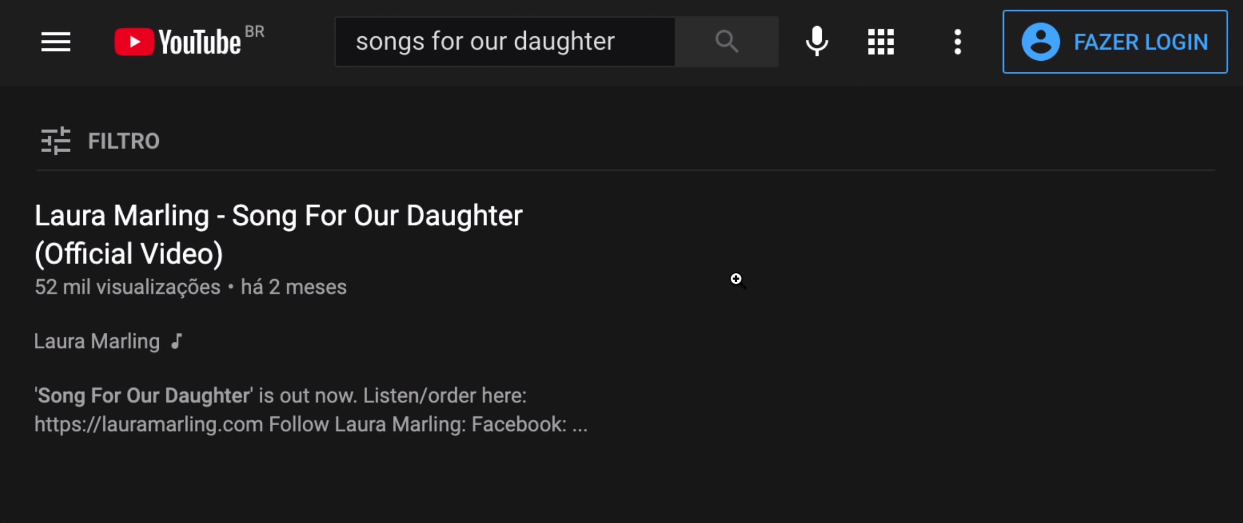 YouTube BR
songs for our daughter
FAZER LOGIN
FILTRO
Laura Marling - Song For Our Daughter
(Official Video)
52 mil visualizações • há 2 meses
Laura Marling
'Song For Our Daughter' is out now. Listen/order here:
https://lauramarling.com Follow Laura Marling: Facebook: ...